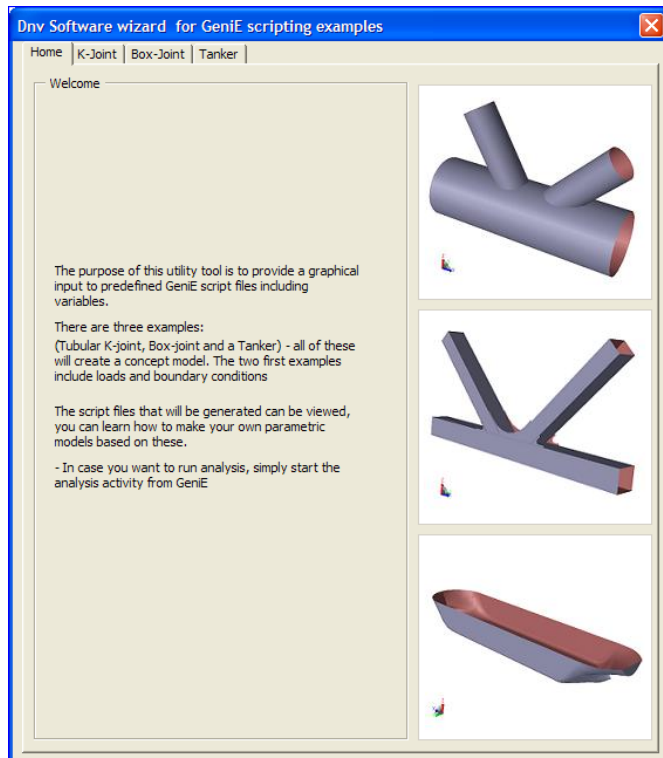 Dnv Software wizard for GeniE scripting examples
Home K-Joint Box-Joint Tanker
Welcome
The purpose of this utility tool is to provide a graphical
input to predefined GeniE script files including
variables.
There are three examples:
(Tubular K-joint, Box-joint and a Tanker) - all of these
will create a concept model. The two first examples
include loads and boundary conditions
The script files that will be generated can be viewed,
you can learn how to make your own parametric
models based on these.
- In case you want to run analysis, simply start the
analysis activity from GeniE